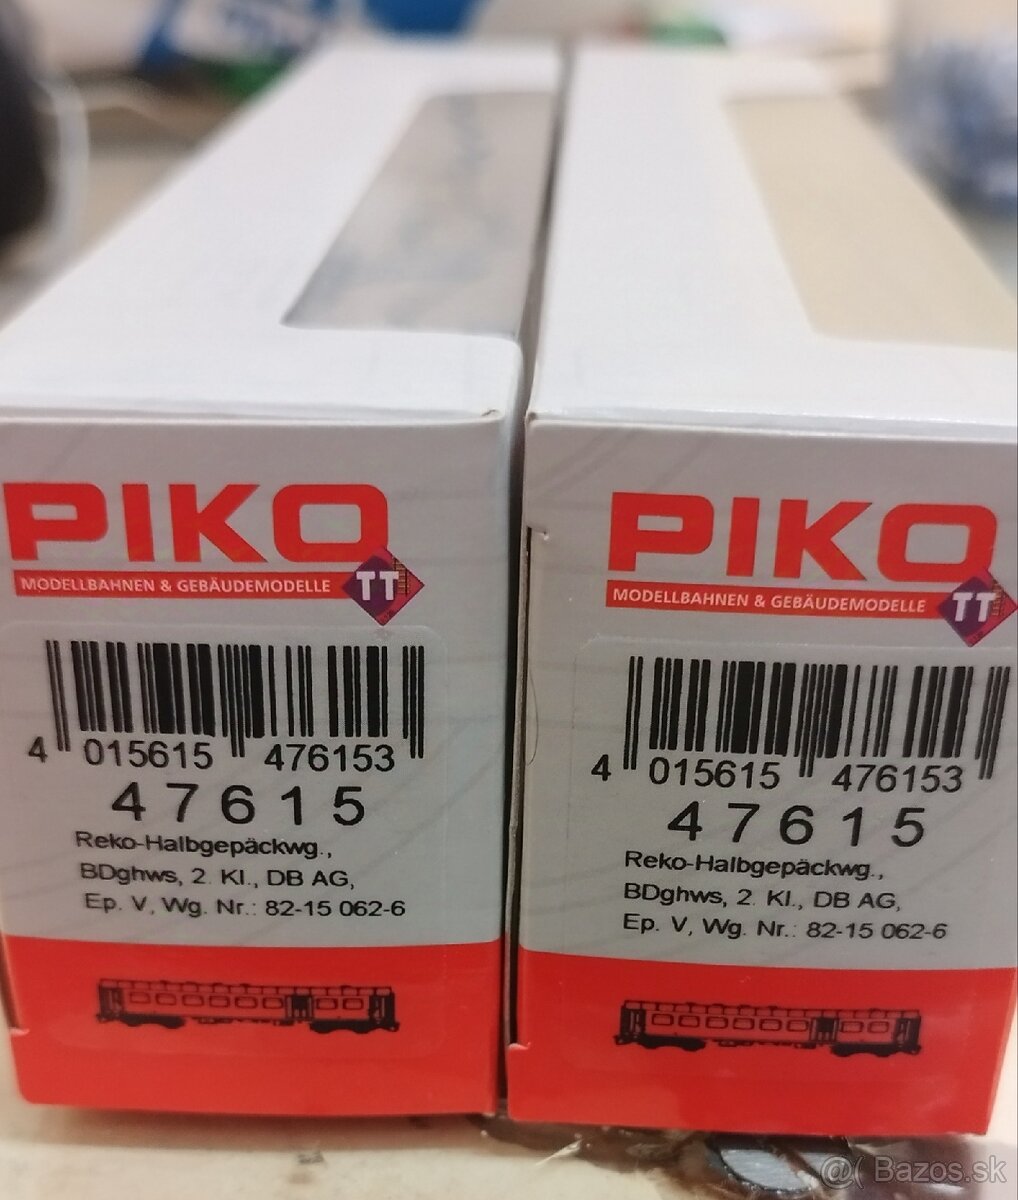 PIKO
MODELLBAHNEN & GEBÄUDEMODELLE TT
4 015615 476153
47615
Reko-Halbgepäckwg.,
BDghws, 2. Kl., DB AG,
Ep. V, Wg. Nr.: 82-15 062-6
PIKO
MODELLBAHNEN & GEBÄUDEMODELLE TT
4 015615 476153
47615
Reko-Halbgepäckwg.,
BDghws, 2. Kl., DB AG,
Ep. V, Wg. Nr.: 82-15 062-6
@( Bazos.sk